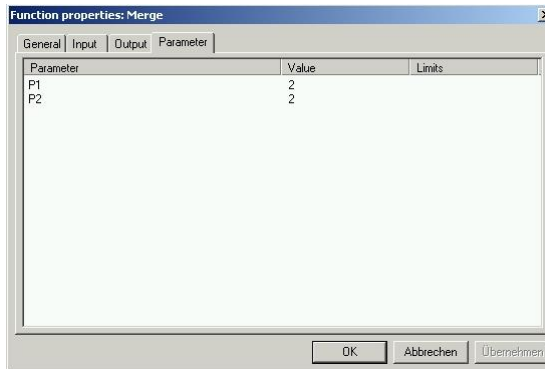 Function properties: Merge
General Input Output Parameter
Parameter Value Limits
P1 2
P2 2
OK Abbrechen Übernehmen